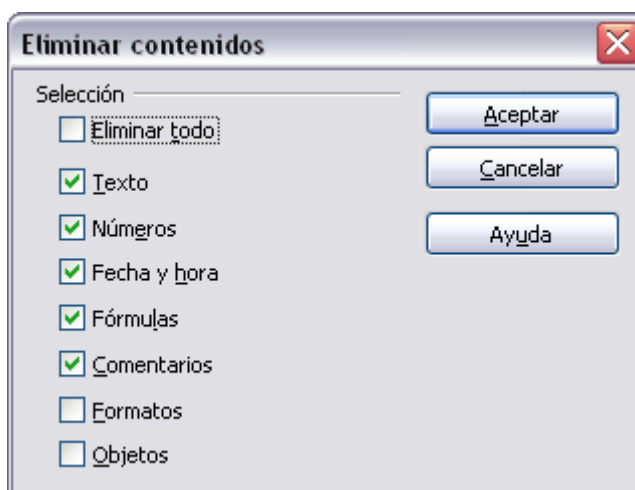 Eliminar contenidos
Selección
Eliminar todo
Texto
Números
Fecha y hora
Fórmulas
Comentarios
Formatos
Objetos
Aceptar
Cancelar
Ayuda